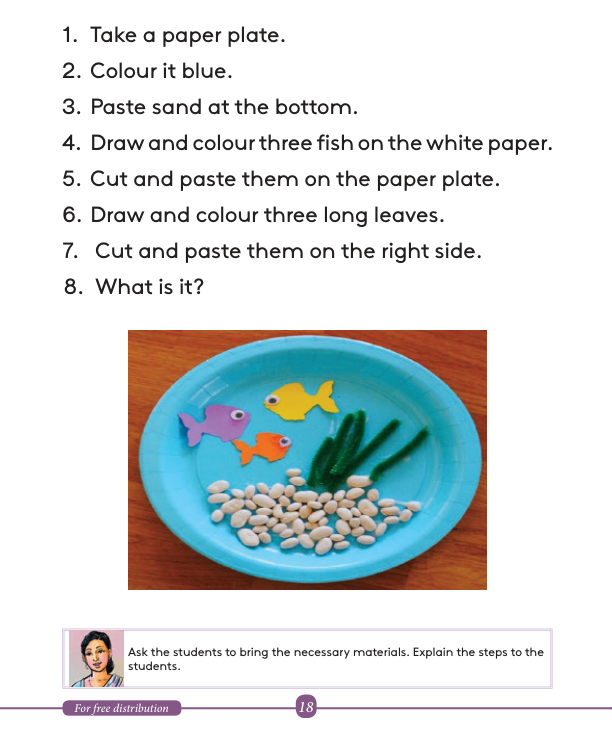 1. Take a paper plate.
2. Colour it blue.
3. Paste sand at the bottom.
4. Draw and colour three fish on the white paper.
5. Cut and paste them on the paper plate.
6. Draw and colour three long leaves.
7. Cut and paste them on the right side.
8. What is it?
Ask the students to bring the necessary materials. Explain the steps to the
students.
For free distribution
18